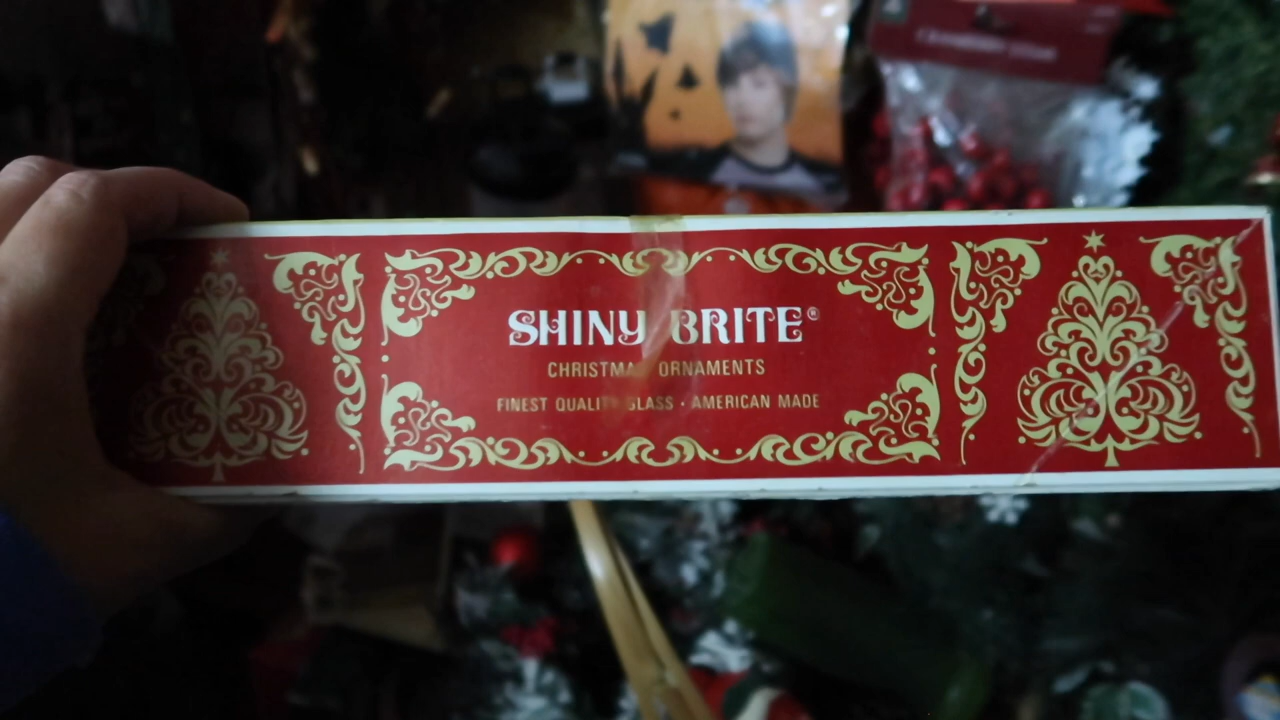 SHINY BRITE®
CHRISTMAS ORNAMENTS
FINEST QUALITY GLASS · AMERICAN MADE